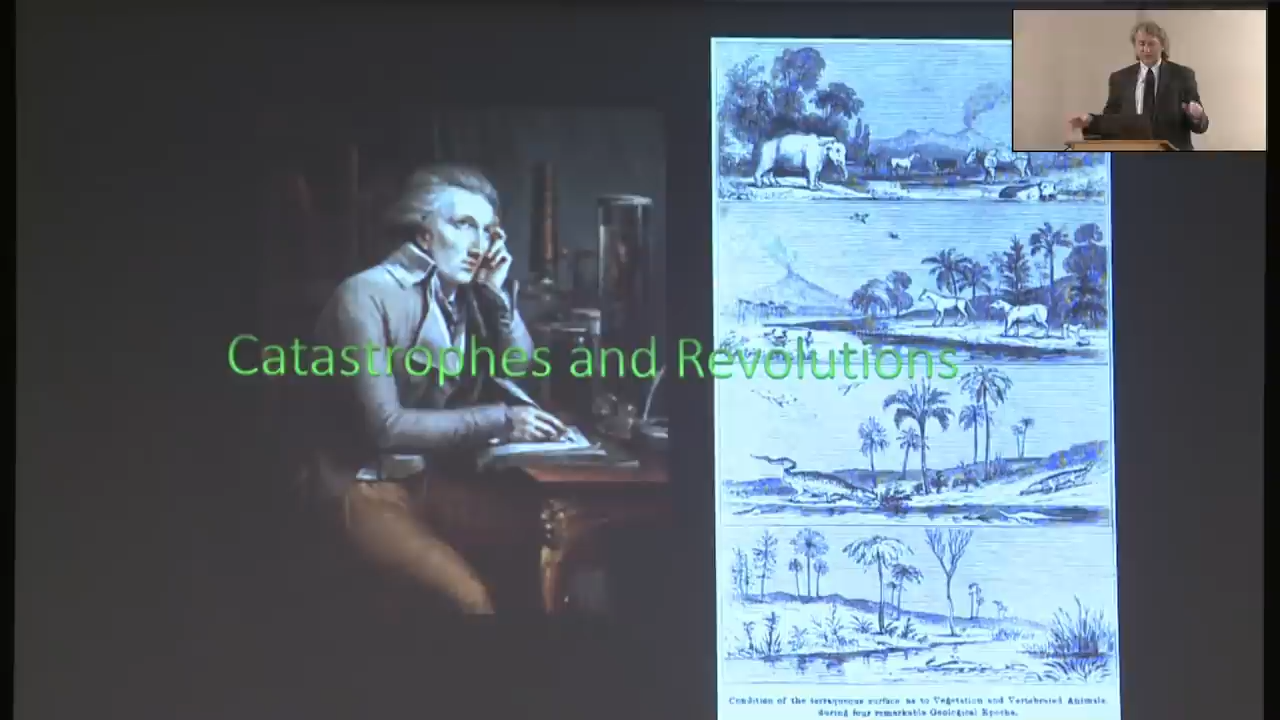 Catastrophes and Revolutions
Condition of the terraqueous surface as to Vegetation and Vertebrated Animals,
during four remarkable Geological Epochs.